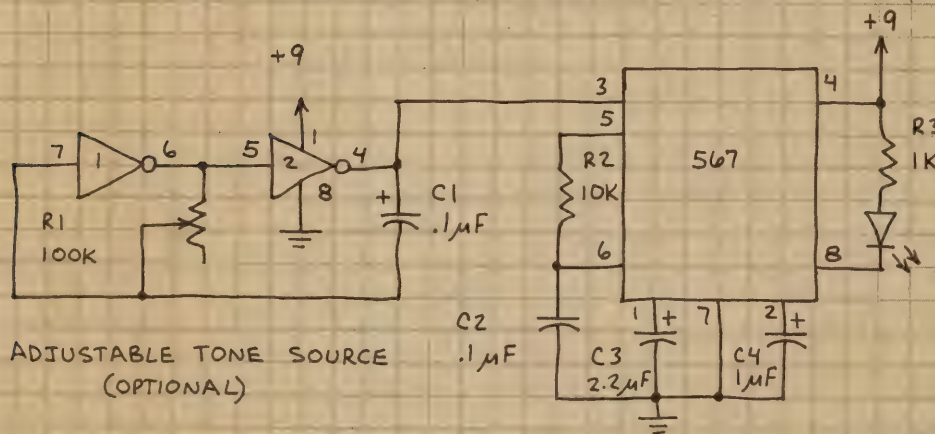 +9
7
1
6
5
2
1
4
8
R1
100K
+
C1
.1µF
ADJUSTABLE TONE SOURCE
(OPTIONAL)
3
5
R2
10K
6
567
+9
4
R3
1K
8
C2
.1µF
1
+
C3
2.2µF
7
2
+
C4
1µF